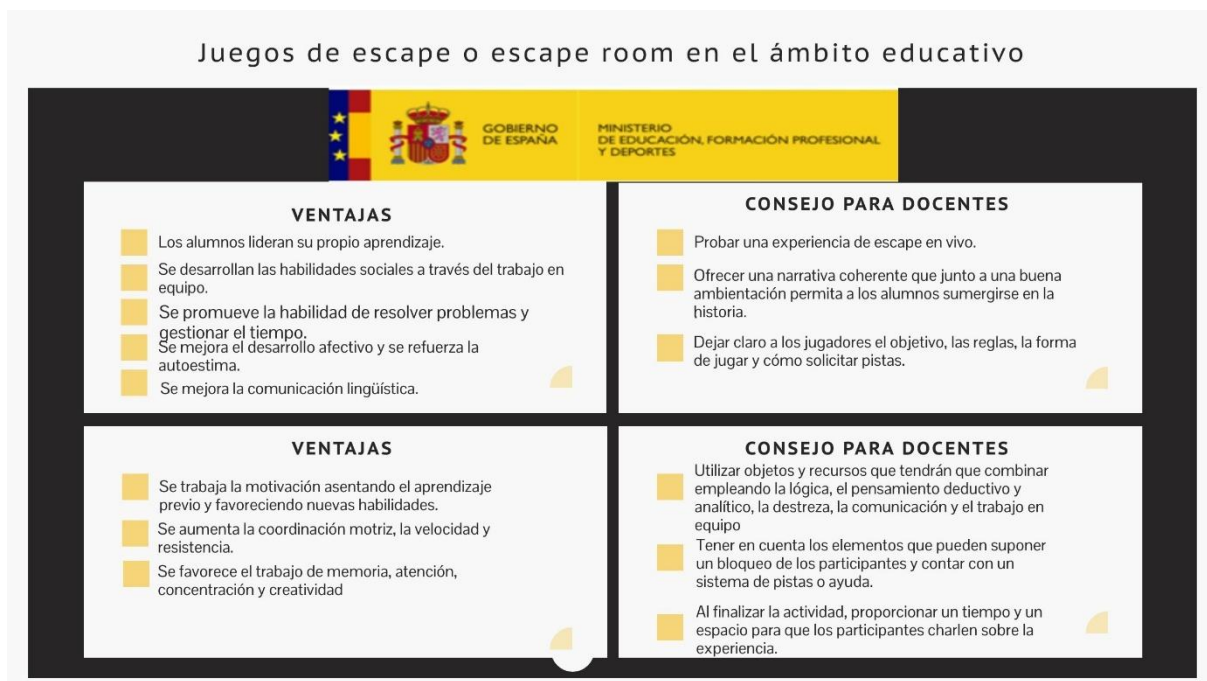 Juegos de escape o escape room en el ámbito educativo
GOBIERNO
DE ESPAÑA
MINISTERIO
DE EDUCACIÓN, FORMACIÓN PROFESIONAL
Y DEPORTES
VENTAJAS
Los alumnos lideran su propio aprendizaje.
Se desarrollan las habilidades sociales a través del trabajo en
equipo.
Se promueve la habilidad de resolver problemas y
gestionar el tiempo.
Se mejora el desarrollo afectivo y se refuerza la
autoestima.
Se mejora la comunicación lingüística.
CONSEJO PARA DOCENTES
Probar una experiencia de escape en vivo.
Ofrecer una narrativa coherente que junto a una buena
ambientación permita a los alumnos sumergirse en la
historia.
Dejar claro a los jugadores el objetivo, las reglas, la forma
de jugar y cómo solicitar pistas.
VENTAJAS
Se trabaja la motivación asentando el aprendizaje
previo y favoreciendo nuevas habilidades.
Se aumenta la coordinación motriz, la velocidad y
resistencia.
Se favorece el trabajo de memoria, atención,
concentración y creatividad
CONSEJO PARA DOCENTES
Utilizar objetos y recursos que tendrán que combinar
empleando la lógica, el pensamiento deductivo y
analítico, la destreza, la comunicación y el trabajo en
equipo
Tener en cuenta los elementos que pueden suponer
un bloqueo de los participantes y contar con un
sistema de pistas o ayuda.
Al finalizar la actividad, proporcionar un tiempo y un
espacio para que los participantes charlen sobre la
experiencia.